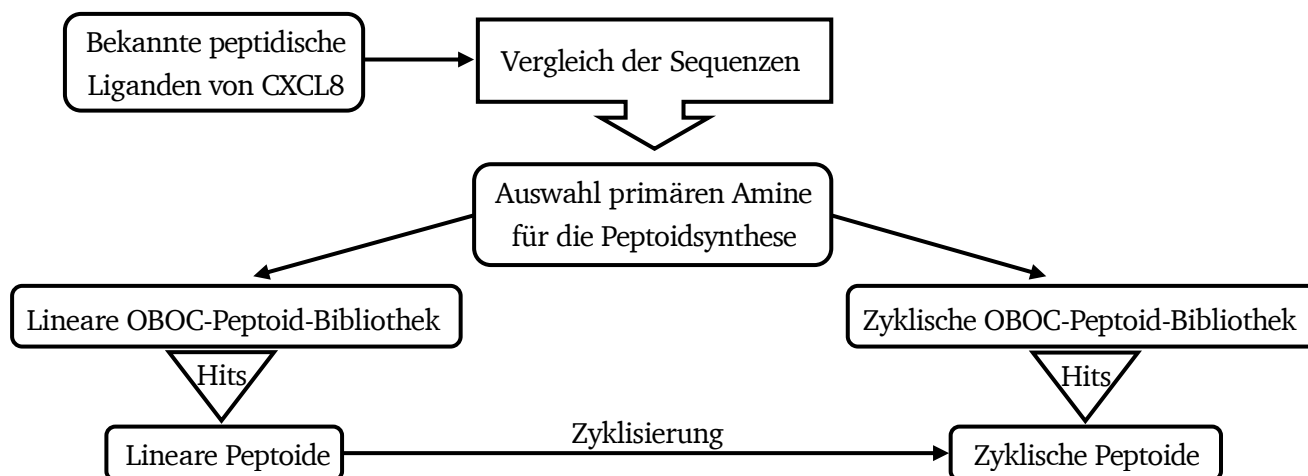 Bekannte peptidische
Liganden von CXCL8
Vergleich der Sequenzen
Auswahl primären Amine
für die Peptoidsynthese
Lineare OBOC-Peptoid-Bibliothek
Zyklische OBOC-Peptoid-Bibliothek
Hits
Hits
Lineare Peptoide
Zyklisierung
Zyklische Peptoide